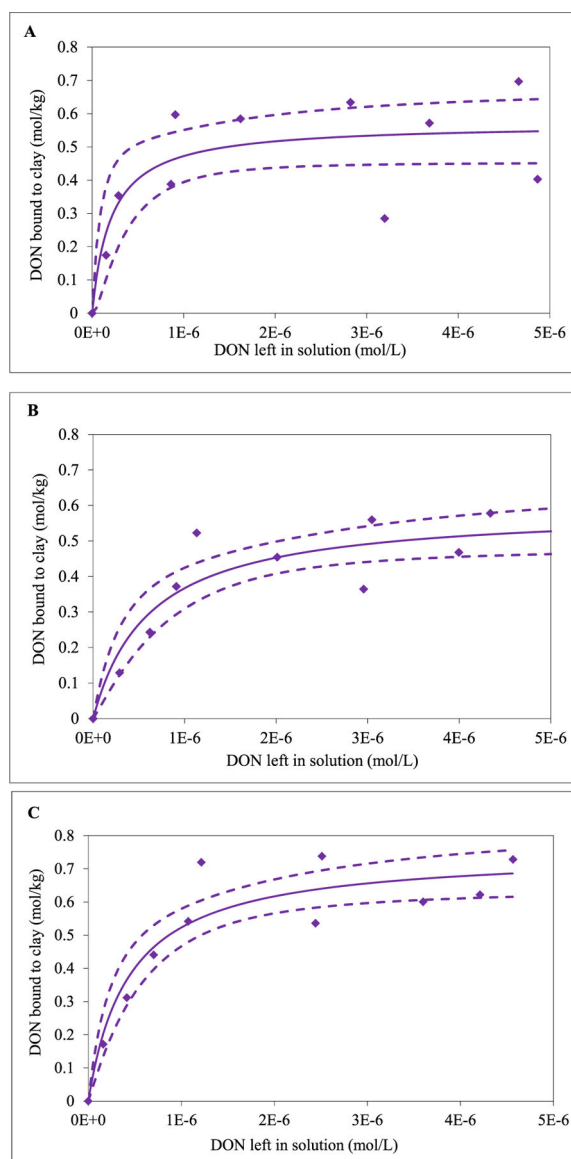 A
0.8
0.7
0.6
0.5
0.4
0.3
0.2
0.1
0
DON bound to clay (mol/kg)
0E+0 1E-6 2E-6 3E-6 4E-6 5E-6
DON left in solution (mol/L)
B
0.8
0.7
0.6
0.5
0.4
0.3
0.2
0.1
0
DON bound to clay (mol/kg)
0E+0 1E-6 2E-6 3E-6 4E-6 5E-6
DON left in solution (mol/L)
C
0.8
0.7
0.6
0.5
0.4
0.3
0.2
0.1
0
DON bound to clay (mol/kg)
0E+0 1E-6 2E-6 3E-6 4E-6 5E-6
DON left in solution (mol/L)